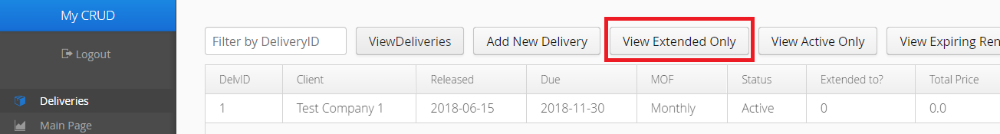 My CRUD
Logout
Deliveries
Main Page
Filter by DeliveryID ViewDeliveries Add New Delivery View Extended Only View Active Only View Expiring Ren
DelvID Client Released Due MOF Status Extended to? Total Price
1 Test Company 1 2018-06-15 2018-11-30 Monthly Active 0 0.0